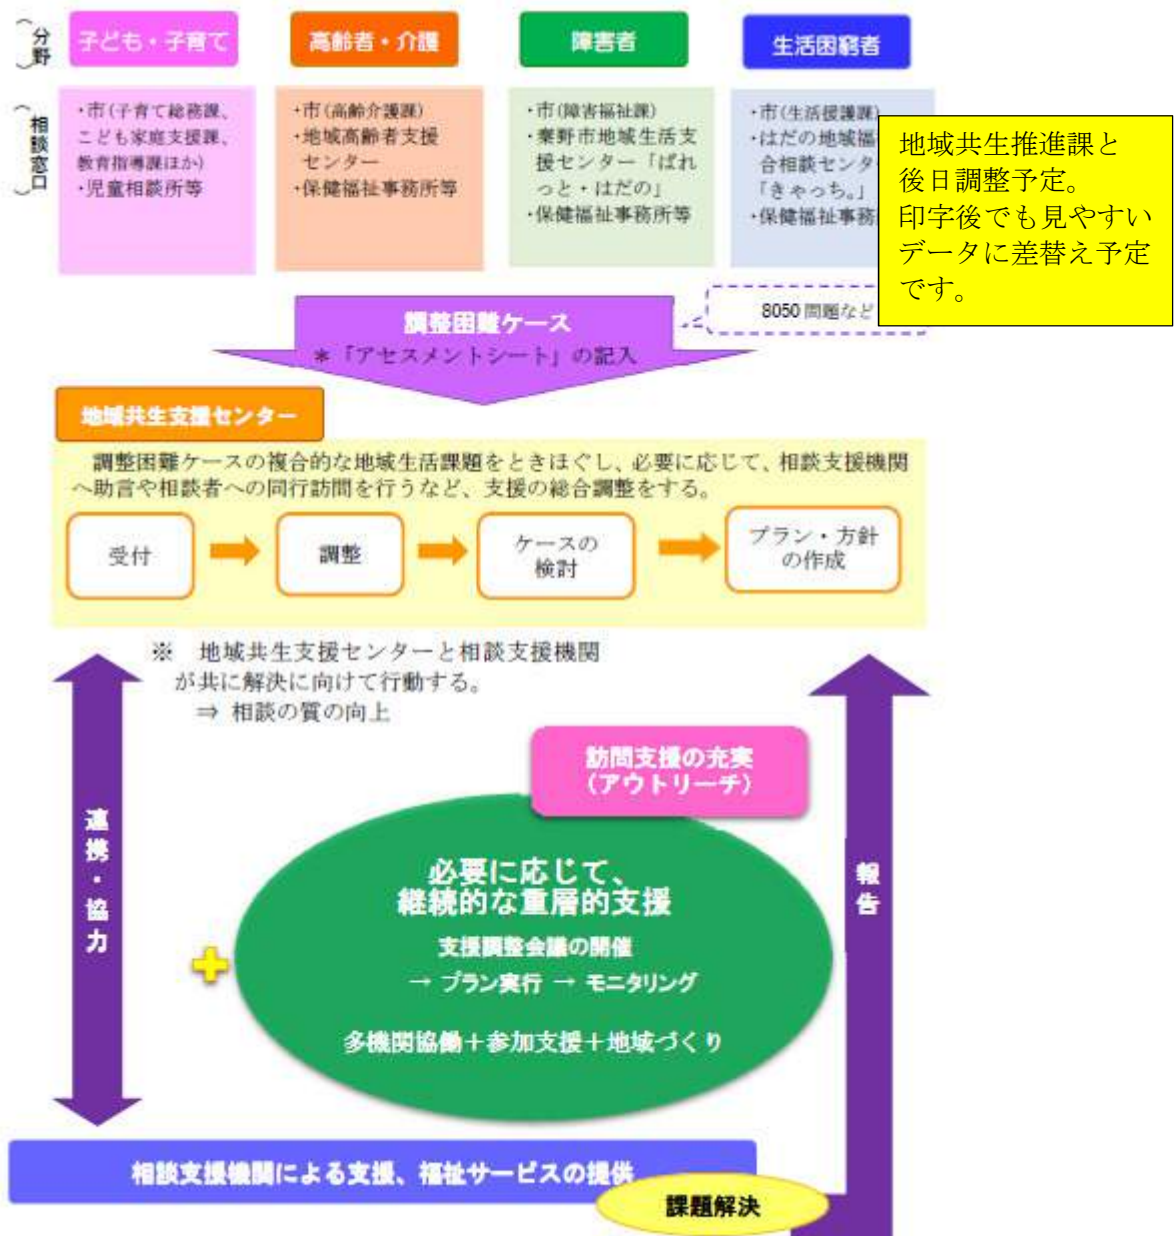 （分野）
子ども・子育て
高齢者・介護
障害者
生活困窮者
（相談窓口）
・市(子育て総務課、
こども家庭支援課、
教育指導課ほか)
・児童相談所等
・市(高齢介護課)
・地域高齢者支援
センター
・保健福祉事務所等
・市(障害福祉課)
・秦野市地域生活支
援センター「ぱれ
っと・はだの」
・保健福祉事務所等
・市(生活援護課)
・はだの地域福
合相談センタ
「きゃっち。」
・保健福祉事務
地域共生推進課と
後日調整予定。
印字後でも見やすい
データに差替え予定
です。
調整困難ケース
＊「アセスメントシート」の記入
8050問題など
地域共生支援センター
調整困難ケースの複合的な地域生活課題をときほぐし、必要に応じて、相談支援機関
へ助言や相談者への同行訪問を行うなど、支援の総合調整をする。
受付
調整
ケースの
検討
プラン・方針
の作成
※　地域共生支援センターと相談支援機関
が共に解決に向けて行動する。
⇒ 相談の質の向上
訪問支援の充実
（アウトリーチ）
連携・協力
必要に応じて、
継続的な重層的支援
支援調整会議の開催
→ プラン実行 → モニタリング
多機関協働＋参加支援＋地域づくり
報告
相談支援機関による支援、福祉サービスの提供
課題解決